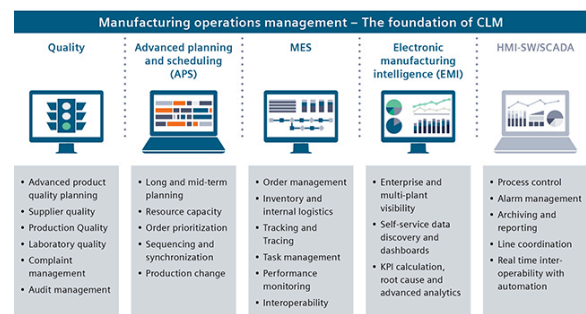 Manufacturing operations management – The foundation of CLM
Quality
Advanced planning
and scheduling
(APS)
MES
Electronic
manufacturing
intelligence (EMI)
HMI-SW/SCADA
• Advanced product
quality planning
• Supplier quality
• Production Quality
• Laboratory quality
• Complaint
management
• Audit management
• Long and mid-term
planning
• Resource capacity
• Order prioritization
• Sequencing and
synchronization
• Production change
• Order management
• Inventory and
internal logistics
• Tracking and
Tracing
• Task management
• Performance
monitoring
• Interoperability
• Enterprise and
multi-plant
visibility
• Self-service data
discovery and
dashboards
• KPI calculation,
root cause and
advanced analytics
• Process control
• Alarm management
• Archiving and
reporting
• Line coordination
• Real time inter-
operability with
automation